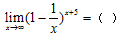 lim(1 - 1/x)^{x+5} = ( )
x→∞